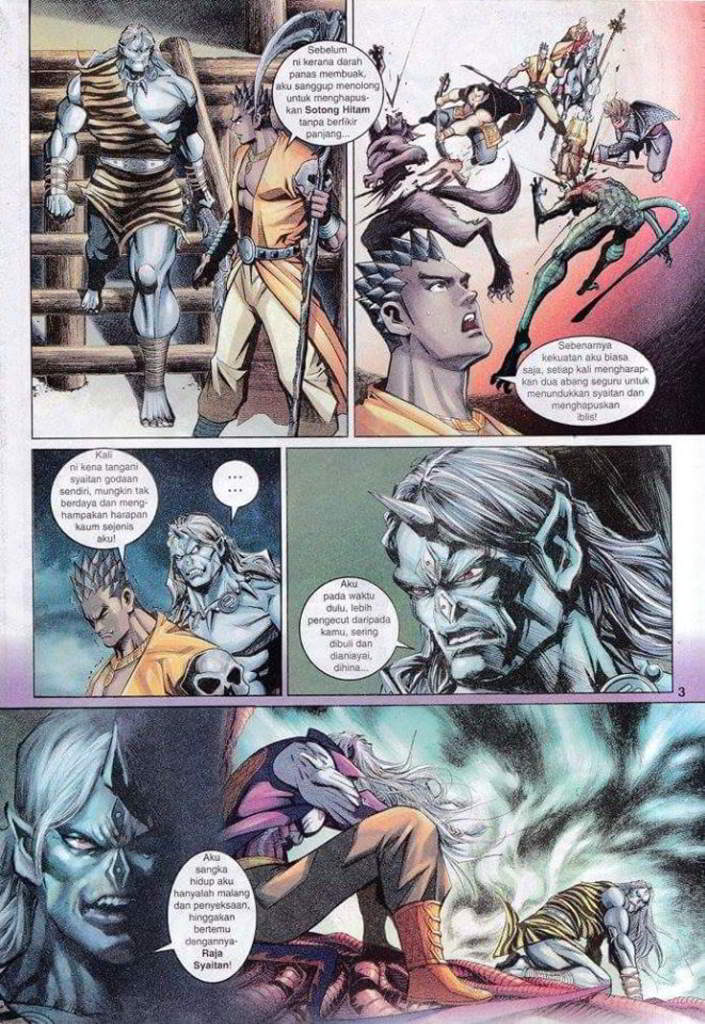 Sebelum
ni kerana darah
panas membuak,
aku sanggup menolong
untuk menghapus-
kan Sotong Hitam
tanpa berfikir
panjang...
Sebenarnya
kekuatan aku biasa
saja, setiap kali mengharap-
kan dua abang seguru untuk
menundukkan syaitan dan
menghapuskan
iblis!
Kali
ni kena tangani
syaitan godaan
sendiri, mungkin tak
berdaya dan meng-
hampakan harapan
kaum sejenis
aku!
...
...
Aku
pada waktu
dulu, lebih
pengecut daripada
kamu, sering
dibuli dan
dianiayai,
dihina...
3
Aku
sangka
hidup aku
hanyalah malang
dan penyeksaan,
hinggakan
bertemu
dengannya-
Raja
Syaitan!